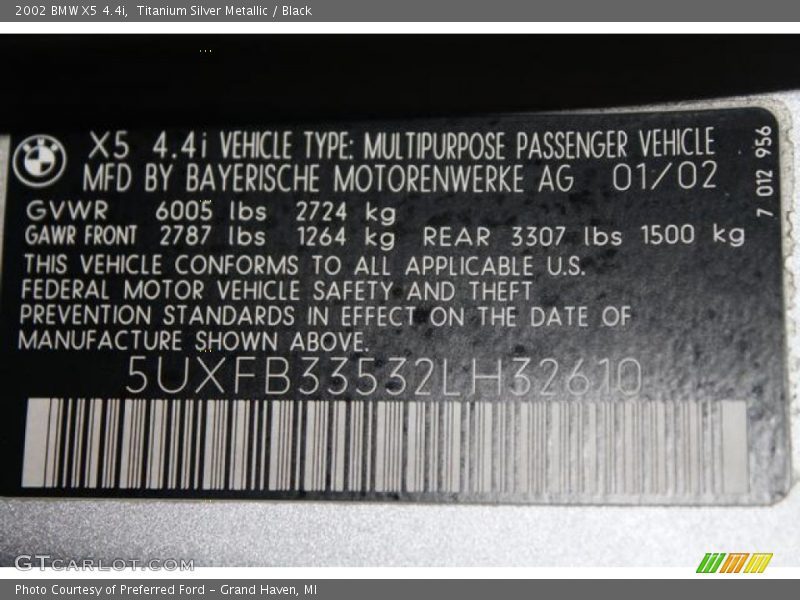 2002 BMW X5 4.4i, Titanium Silver Metallic / Black
X5 4.4i VEHICLE TYPE: MULTIPURPOSE PASSENGER VEHICLE
MFD BY BAYERISCHE MOTORENWERKE AG 01/02
7 012 956
GVWR 6005 lbs 2724 kg
GAWR FRONT 2787 lbs 1264 kg REAR 3307 lbs 1500 kg
THIS VEHICLE CONFORMS TO ALL APPLICABLE U.S.
FEDERAL MOTOR VEHICLE SAFETY AND THEFT
PREVENTION STANDARDS IN EFFECT ON THE DATE OF
MANUFACTURE SHOWN ABOVE.
5UXFB33532LH32610
GTCARLOT.COM
Photo Courtesy of Preferred Ford - Grand Haven, MI